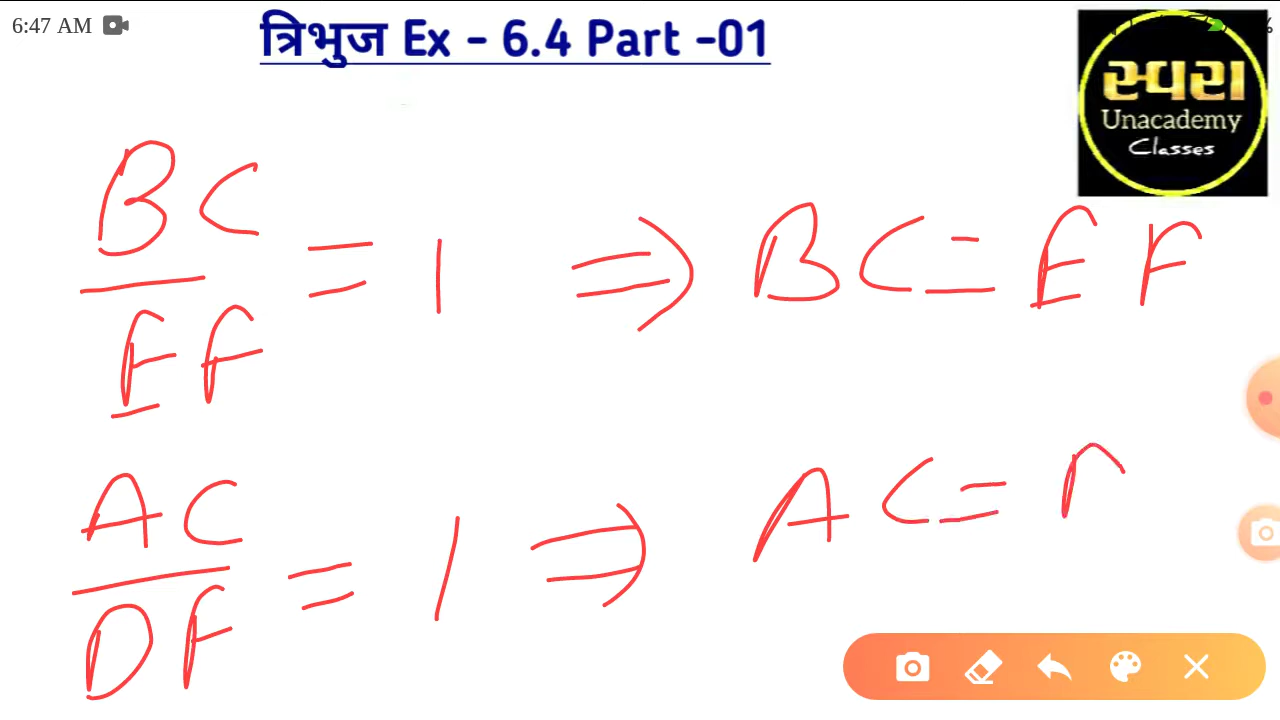 6:47 AM
त्रिभुज Ex - 6.4 Part -01
સ્વરા
Unacademy
Classes
BC/EF = 1 ⇒ BC = EF
AC/DF = 1 ⇒ AC =